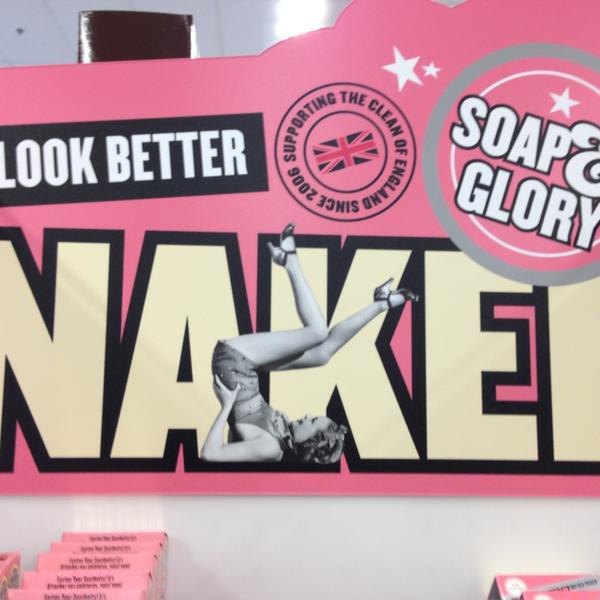 LOOK BETTER
SUPPORTING THE CLEAN OF ENGLAND SINCE 2006
SOAP &
GLORY
NAKE